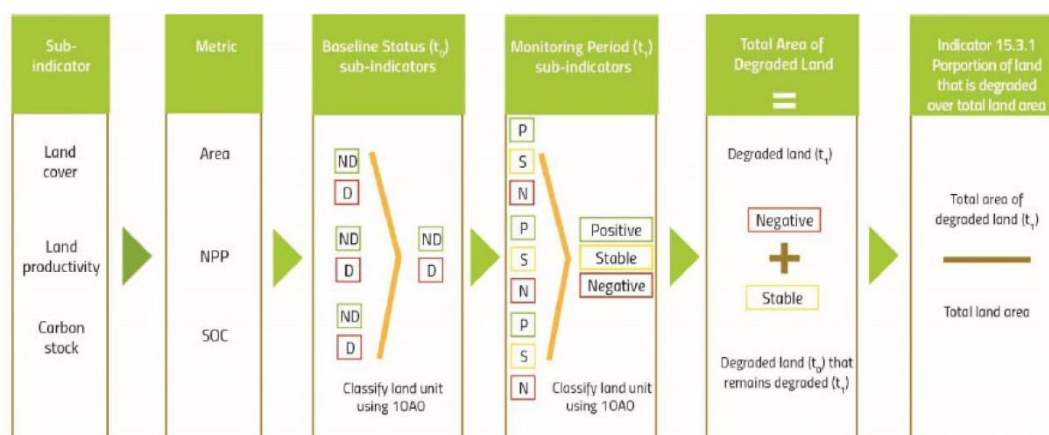 Sub-
indicator
Metric
Baseline Status (t₀)
sub-indicators
Monitoring Period (t₁)
sub-indicators
Total Area of
Degraded Land
=
Indicator 15.3.1
Porportion of land
that is degraded
over total land area
Land
cover
Land
productivity
Carbon
stock
Area
NPP
SOC
ND
D
ND
D
ND
D
ND
D
Classify land unit
using 1OAO
P
S
N
P
S
N
P
S
N
Positive
Stable
Negative
Classify land unit
using 1OAO
Degraded land (t₁)
Negative
+
Stable
Degraded land (t₀) that
remains degraded (t₁)
Total area of
degraded land (t₁)
Total land area